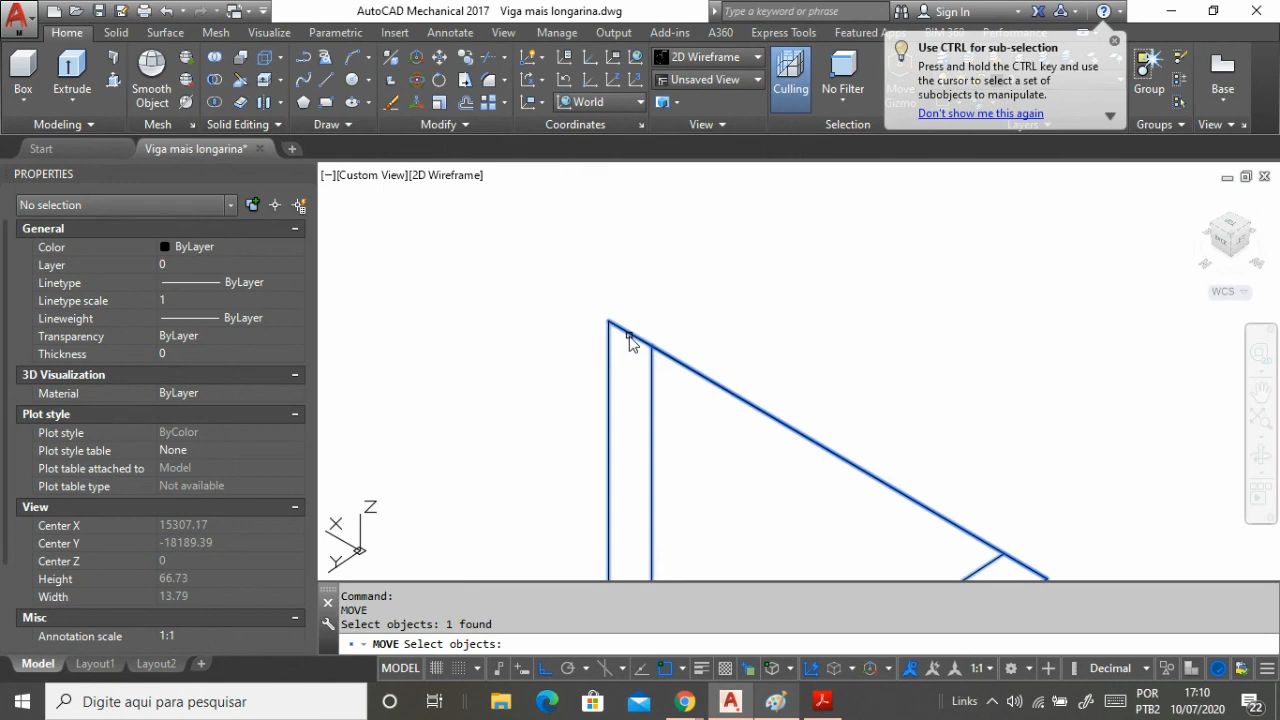 AutoCAD Mechanical 2017 Viga mais longarina.dwg
Type a keyword or phrase
Sign In
M
Home Solid Surface Mesh Visualize Parametric Insert Annotate View Manage Output Add-ins A360 Express Tools Featured Apps BIM 360 Performance
Use CTRL for sub-selection
Press and hold the CTRL key and use
the cursor to select a set of
subobjects to manipulate.
Don't show me this again
2D Wireframe
Unsaved View
World
Box
Extrude
Smooth
Object
Culling
No Filter
Move
Gizmo
Group
Base
Modeling
Mesh
Solid Editing
Draw
Modify
Coordinates
View
Selection
Layers
Groups
View
Start
Viga mais longarina*
PROPERTIES
[−][Custom View][2D Wireframe]
No selection
General
Color ByLayer
Layer 0
Linetype ByLayer
Linetype scale 1
Lineweight ByLayer
Transparency ByLayer
Thickness 0
3D Visualization
Material ByLayer
Plot style
Plot style ByColor
Plot style table None
Plot table attached to Model
Plot table type Not available
View
Center X 15307.17
Center Y -18189.39
Center Z 0
Height 66.73
Width 13.79
Misc
Annotation scale 1:1
WCS
Z
X
Y
Command:
MOVE
Select objects: 1 found
MOVE Select objects:
Model Layout1 Layout2
MODEL
1:1
Decimal
Digite aqui para pesquisar
Links
POR
PTB2
17:10
10/07/2020
22